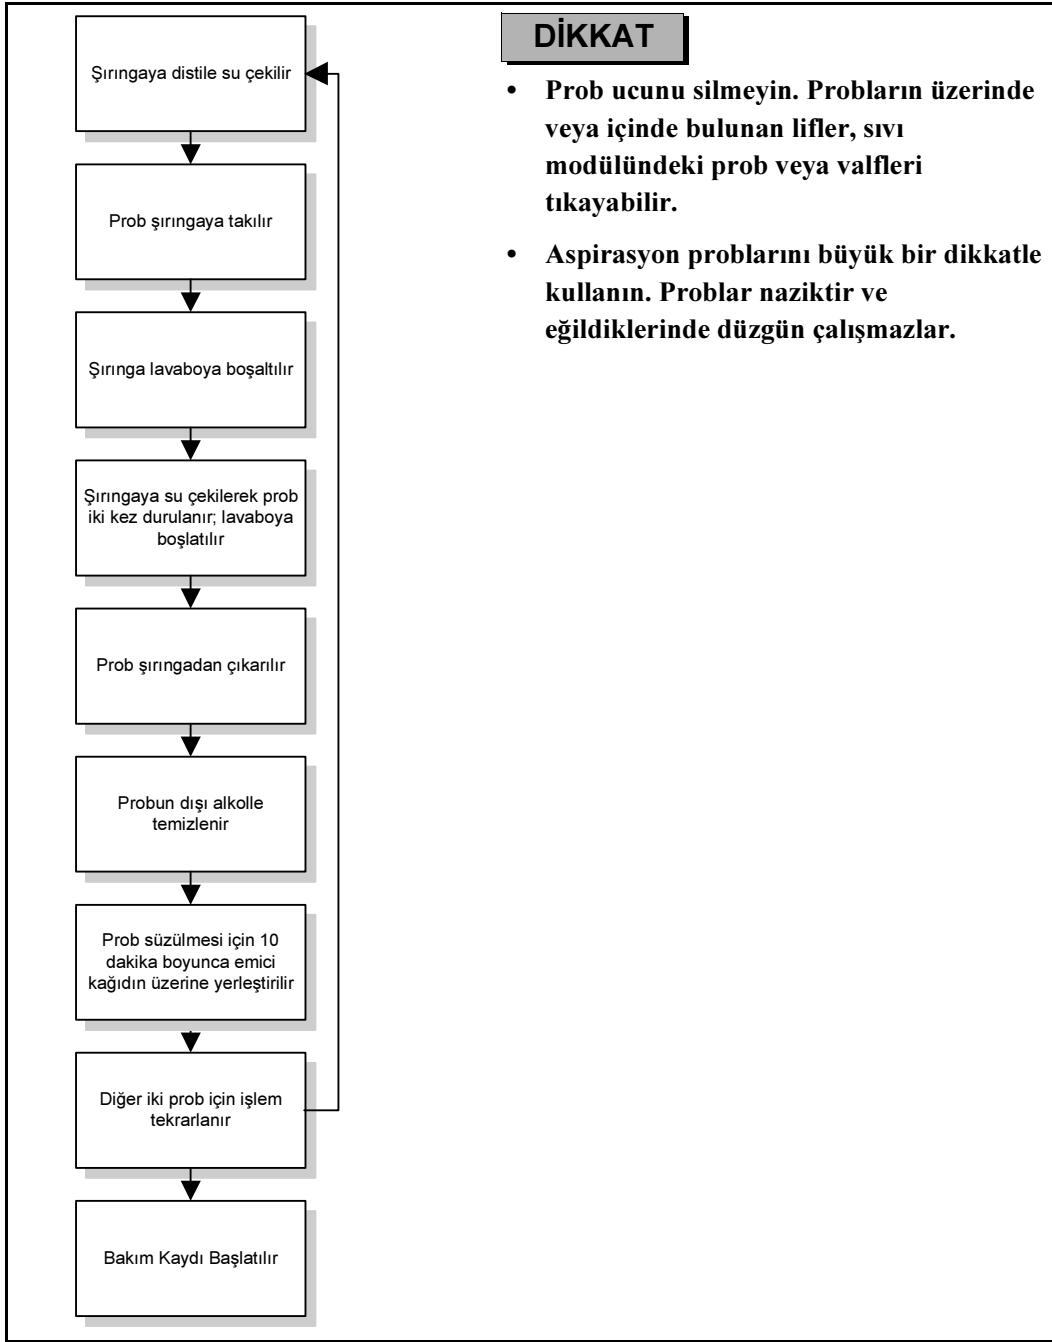 Şırıngaya distile su çekilir
Prob şırıngaya takılır
Şırınga lavaboya boşaltılır
Şırıngaya su çekilerek prob
iki kez durulanır; lavaboya
boşlatılır
Prob şırıngadan çıkarılır
Probun dışı alkolle
temizlenir
Prob süzülmesi için 10
dakika boyunca emici
kağıdın üzerine yerleştirilir
Diğer iki prob için işlem
tekrarlanır
Bakım Kaydı Başlatılır
DİKKAT
• Prob ucunu silmeyin. Probların üzerinde
veya içinde bulunan lifler, sıvı
modülündeki prob veya valfleri
tıkayabilir.
• Aspirasyon problarını büyük bir dikkatle
kullanın. Problar naziktir ve
eğildiklerinde düzgün çalışmazlar.